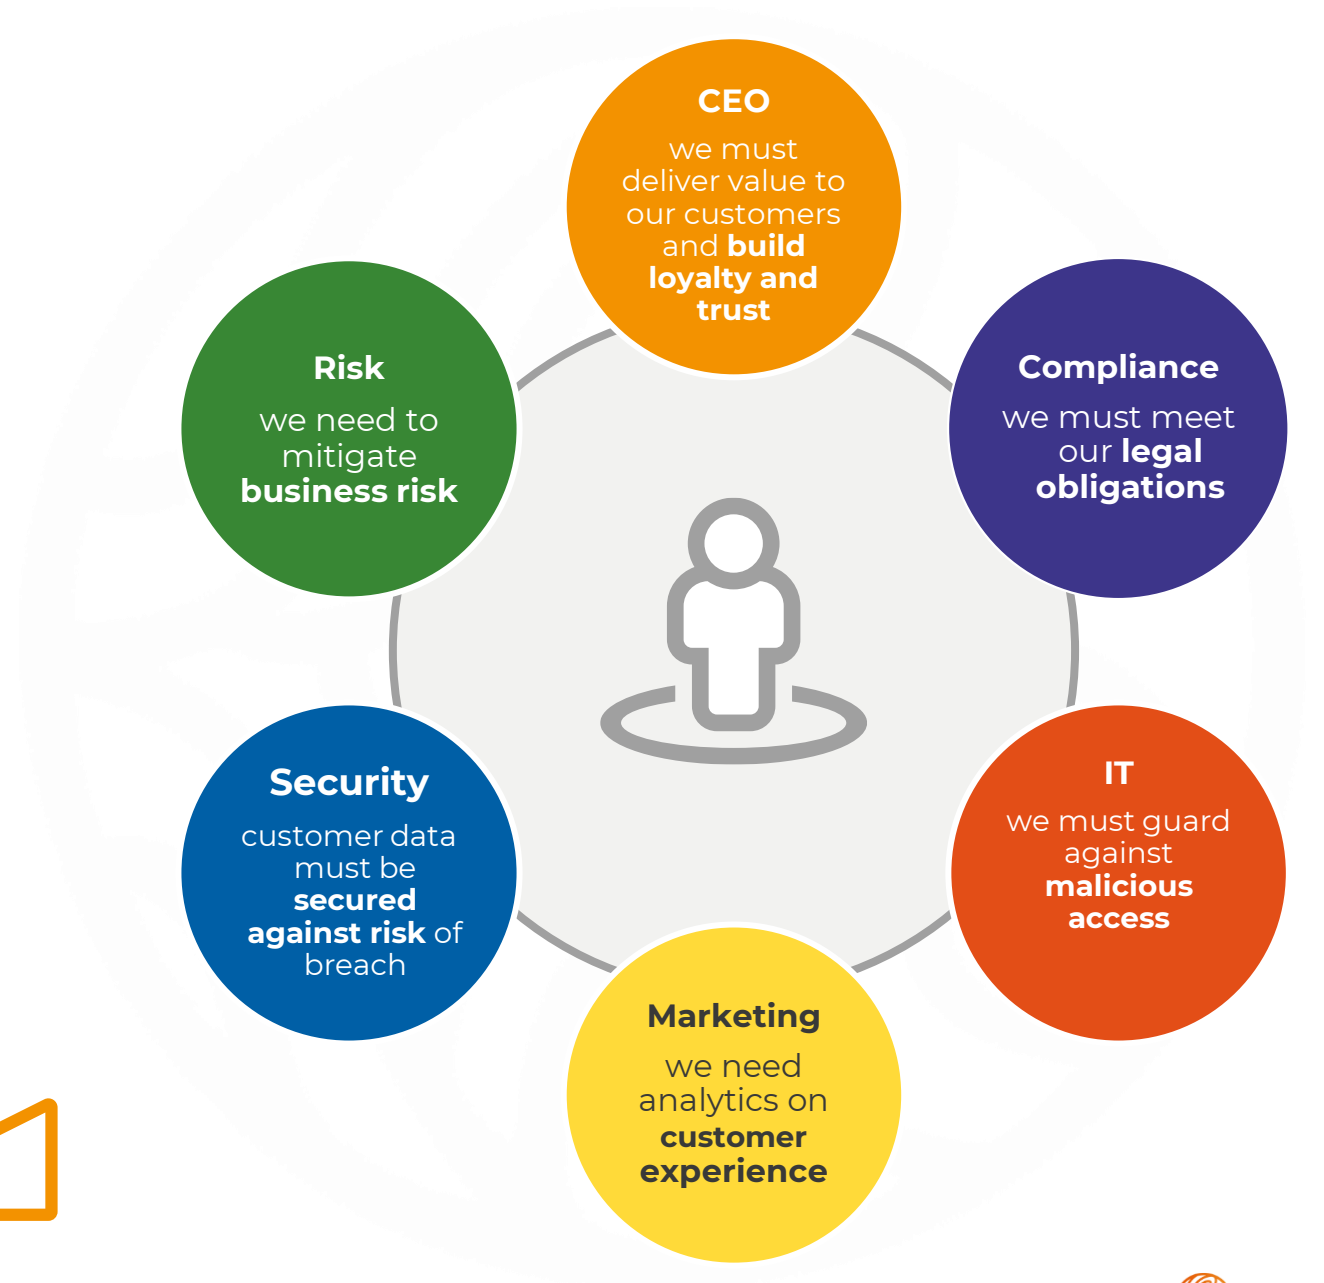 CEO
we must
deliver value to
our customers
and build
loyalty and
trust
Compliance
we must meet
our legal
obligations
IT
we must guard
against
malicious
access
Marketing
we need
analytics on
customer
experience
Security
customer data
must be
secured
against risk of
breach
Risk
we need to
mitigate
business risk